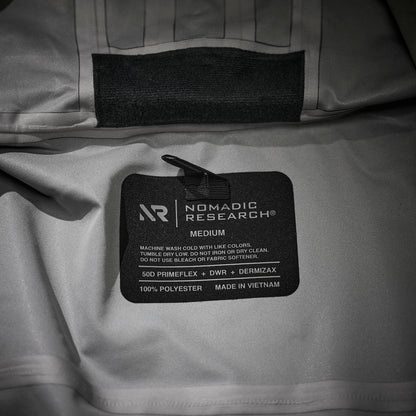 NR
NOMADIC
RESEARCH®
MEDIUM
MACHINE WASH COLD WITH LIKE COLORS.
TUMBLE DRY LOW. DO NOT IRON OR DRY CLEAN.
DO NOT USE BLEACH OR FABRIC SOFTENER.
50D PRIMEFLEX + DWR + DERMIZAX
100% POLYESTER MADE IN VIETNAM